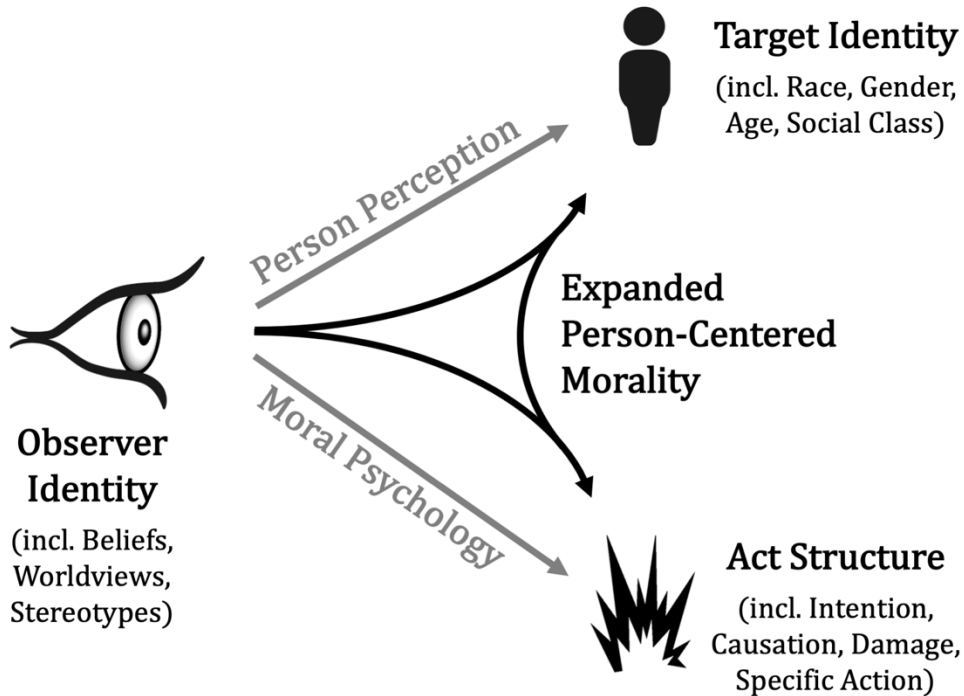 Target Identity
(incl. Race, Gender,
Age, Social Class)
Person Perception
Expanded
Person-Centered
Morality
Moral Psychology
Observer
Identity
(incl. Beliefs,
Worldviews,
Stereotypes)
Act Structure
(incl. Intention,
Causation, Damage,
Specific Action)